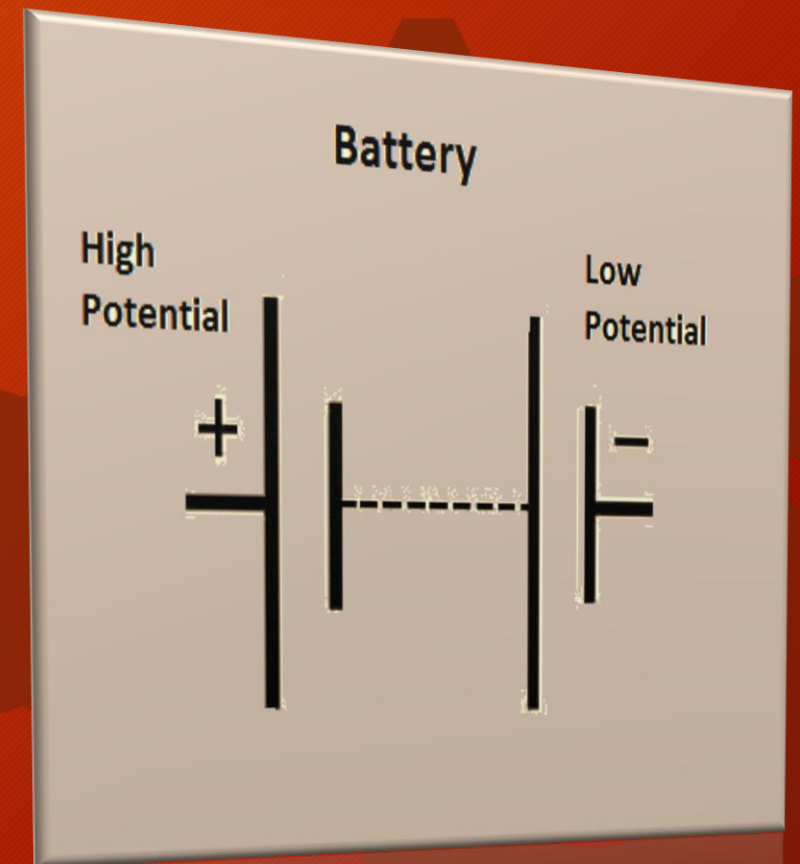 Battery
High
Potential
Low
Potential
+
−